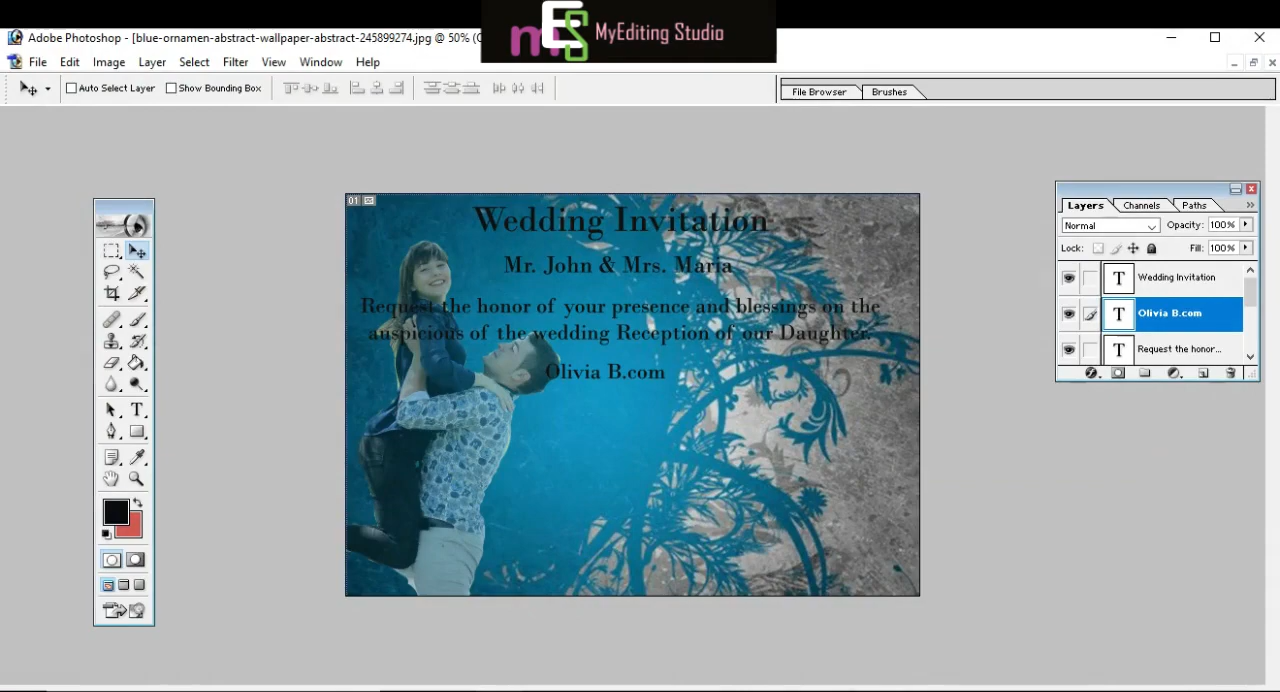 mES MyEditing Studio
Adobe Photoshop - [blue-ornamen-abstract-wallpaper-abstract-245899274.jpg @ 50%
File Edit Image Layer Select Filter View Window Help
Auto Select Layer Show Bounding Box
File Browser Brushes
01
Wedding Invitation
Mr. John & Mrs. Maria
Request the honor of your presence and blessings on the
auspicious of the wedding Reception of our Daughter.
Olivia B.com
Layers Channels Paths
Normal Opacity: 100%
Lock: Fill: 100%
T Wedding Invitation
T Olivia B.com
T Request the honor...
T